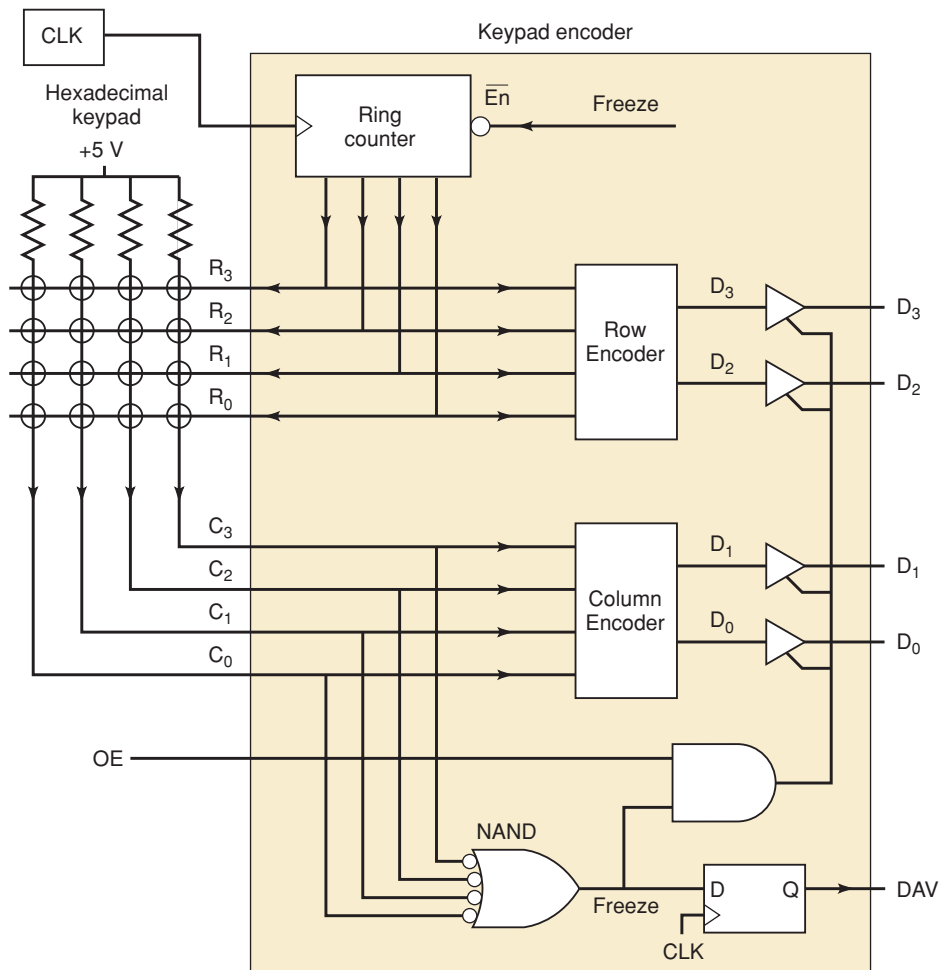 CLK
Keypad encoder
Hexadecimal
keypad
+5 V
Ring
counter
En
Freeze
R3
R2
R1
R0
Row
Encoder
D3
D3
D2
D2
C3
C2
C1
C0
Column
Encoder
D1
D1
D0
D0
OE
NAND
Freeze
D
Q
DAV
CLK